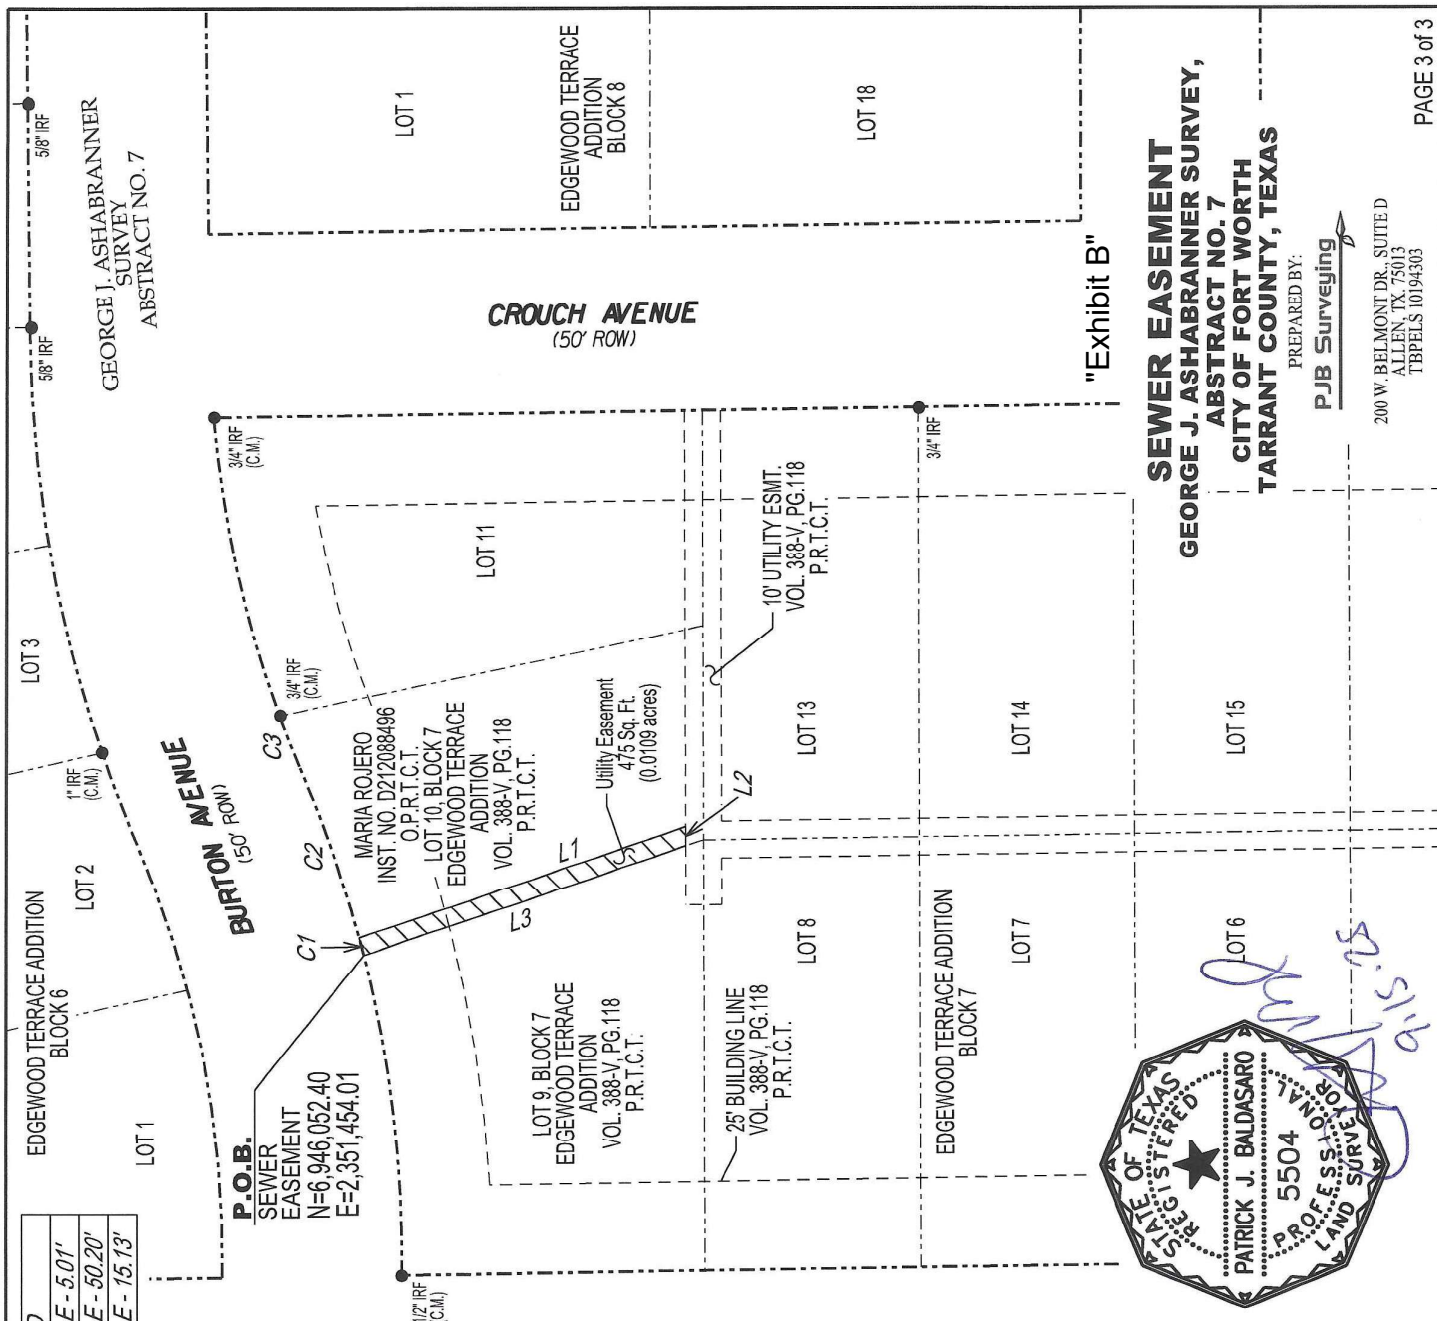 5/8" IRF
5/8" IRF
GEORGE J. ASHABRANNER
SURVEY
ABSTRACT NO. 7
LOT 1
EDGEWOOD TERRACE
ADDITION
BLOCK 8
LOT 18
CROUCH AVENUE
(50' ROW)
LOT 3
1" IRF
(C.M.)
3/4" IRF
(C.M.)
3/4" IRF
(C.M.)
3/4" IRF
LOT 11
10' UTILITY ESMT.
VOL. 388-V, PG.118
P.R.T.C.T.
EDGEWOOD TERRACE ADDITION
BLOCK 6
LOT 2
LOT 1
BURTON AVENUE
(50' ROW)
C3
C2
C1
MARIA ROJERO
INST. NO. D212088496
O.P.R.T.C.T.
LOT 10, BLOCK 7
EDGEWOOD TERRACE
ADDITION
VOL. 388-V, PG.118
P.R.T.C.T.
Utility Easement
475 Sq. Ft.
(0.0109 acres)
L1
L2
L3
LOT 13
LOT 14
LOT 15
P.O.B.
SEWER
EASEMENT
N=6,946,052.40
E=2,351,454.01
LOT 9, BLOCK 7
EDGEWOOD TERRACE
ADDITION
VOL. 388-V, PG.118
P.R.T.C.T.
25' BUILDING LINE
VOL. 388-V, PG.118
P.R.T.C.T.
LOT 8
LOT 7
LOT 6
EDGEWOOD TERRACE ADDITION
BLOCK 7
E - 5.01'
E - 50.20'
E - 15.13'
1/2" IRF
(C.M.)
"Exhibit B"
SEWER EASEMENT
GEORGE J. ASHABRANNER SURVEY,
ABSTRACT NO. 7
CITY OF FORT WORTH
TARRANT COUNTY, TEXAS
PREPARED BY:
PJB Surveying
200 W. BELMONT DR., SUITE D
ALLEN, TX. 75013
TBPELS 10194303
STATE OF TEXAS
REGISTERED
PATRICK J. BALDASARO
5504
PROFESSIONAL
LAND SURVEYOR
PAGE 3 of 3